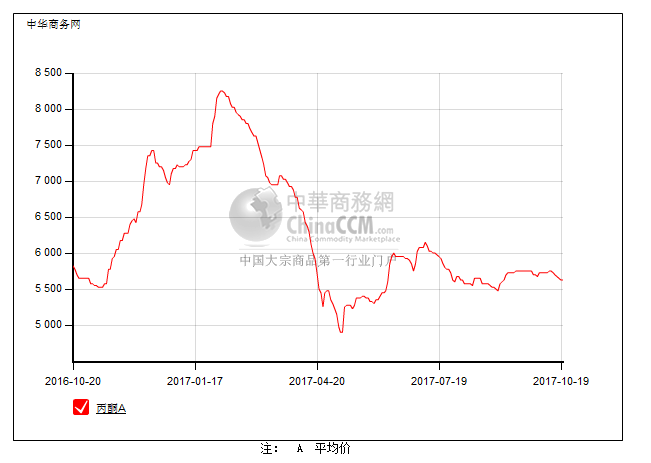 中华商务网
8 500
8 000
7 500
7 000
6 500
6 000
5 500
5 000
中華商務網
ChinaCCM.com
China Commodity Marketplace
中国大宗商品第一行业门户
2016-10-20
2017-01-17
2017-04-20
2017-07-19
2017-10-19
丙酮A
注： A 平均价